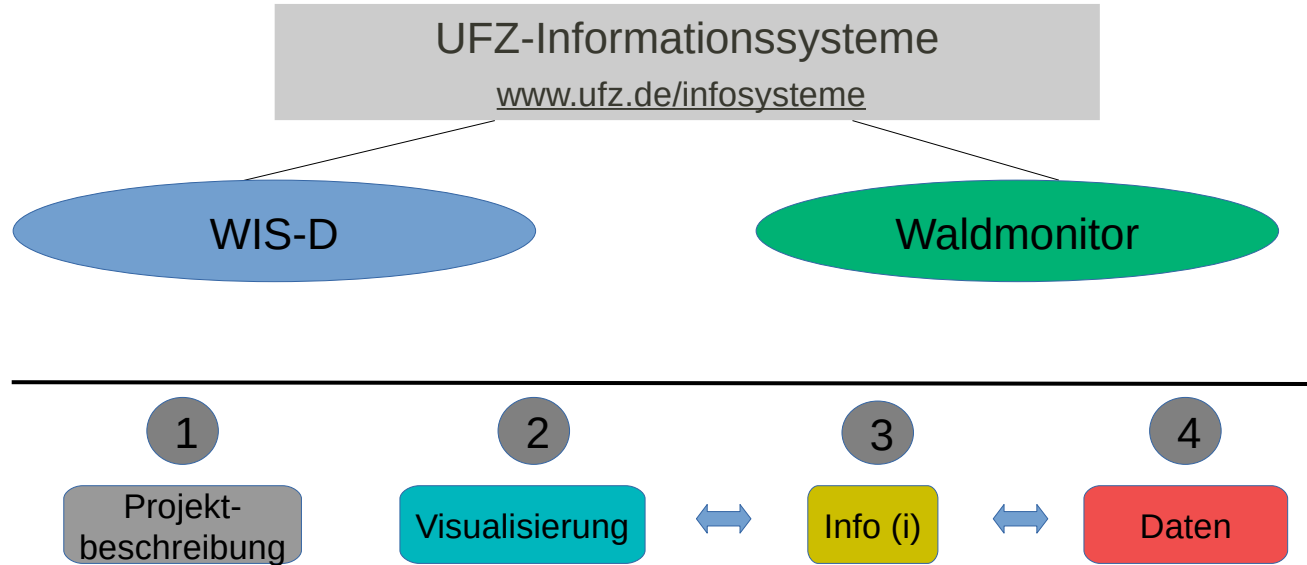 UFZ-Informationssysteme
www.ufz.de/infosysteme
WIS-D
Waldmonitor
1
2
3
4
Projekt-
beschreibung
Visualisierung
Info (i)
Daten